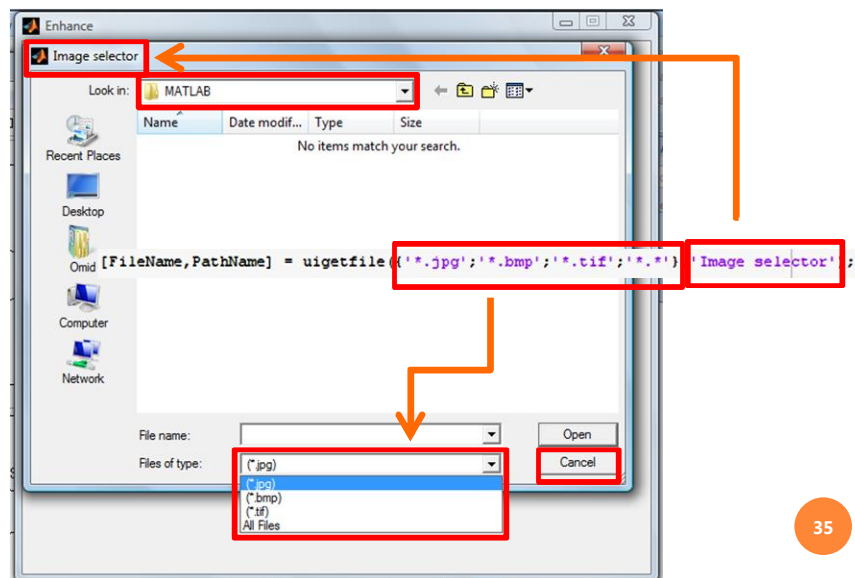 Enhance
Image selector
Look in: MATLAB
Name Date modif... Type Size
No items match your search.
Recent Places
Desktop
Omid
[FileName,PathName] = uigetfile({'*.jpg';'*.bmp';'*.tif';'*.*'},'Image selector');
Computer
Network
File name:
Open
Files of type: (*.jpg)
Cancel
(*.jpg)
(*.bmp)
(*.tif)
All Files
35